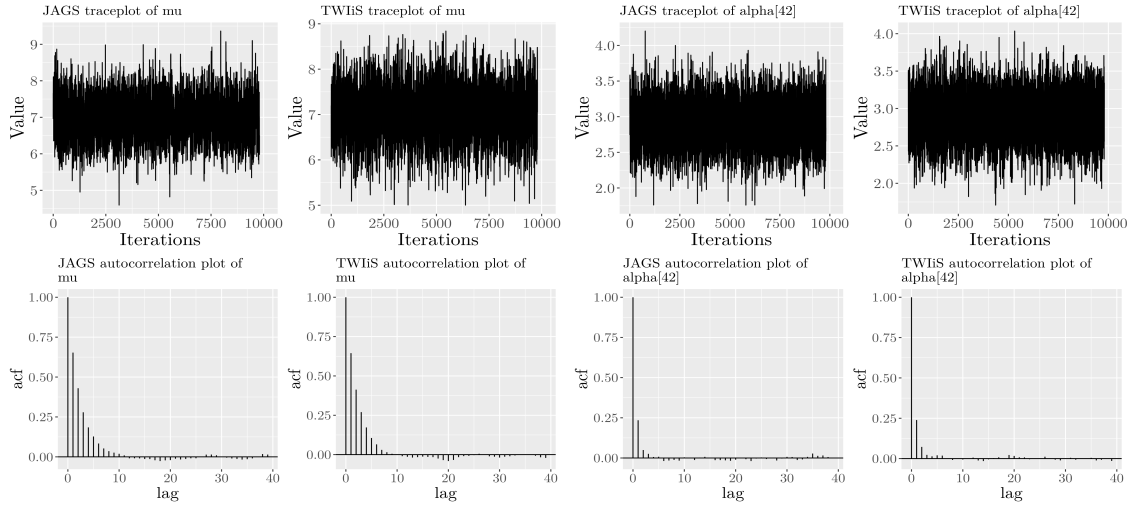 JAGS traceplot of mu
9
8
7
6
5
Value
0
2500
5000
7500
10000
Iterations
TWIiS traceplot of mu
9
8
7
6
5
Value
0
2500
5000
7500
10000
Iterations
JAGS traceplot of alpha[42]
4.0
3.5
3.0
2.5
2.0
Value
0
2500
5000
7500
10000
Iterations
TWIiS traceplot of alpha[42]
4.0
3.5
3.0
2.5
2.0
Value
0
2500
5000
7500
10000
Iterations
JAGS autocorrelation plot of
mu
1.00
0.75
0.50
0.25
0.00
acf
0
10
20
30
40
lag
TWIiS autocorrelation plot of
mu
1.00
0.75
0.50
0.25
0.00
acf
0
10
20
30
40
lag
JAGS autocorrelation plot of
alpha[42]
1.00
0.75
0.50
0.25
0.00
acf
0
10
20
30
40
lag
TWIiS autocorrelation plot of
alpha[42]
1.00
0.75
0.50
0.25
0.00
acf
0
10
20
30
40
lag